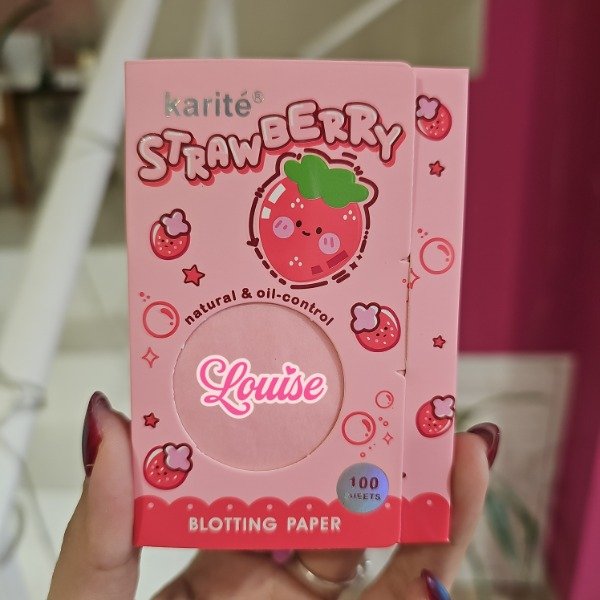 karité®
STRAWBERRY
natural & oil-control
Louise
100
SHEETS
BLOTTING PAPER